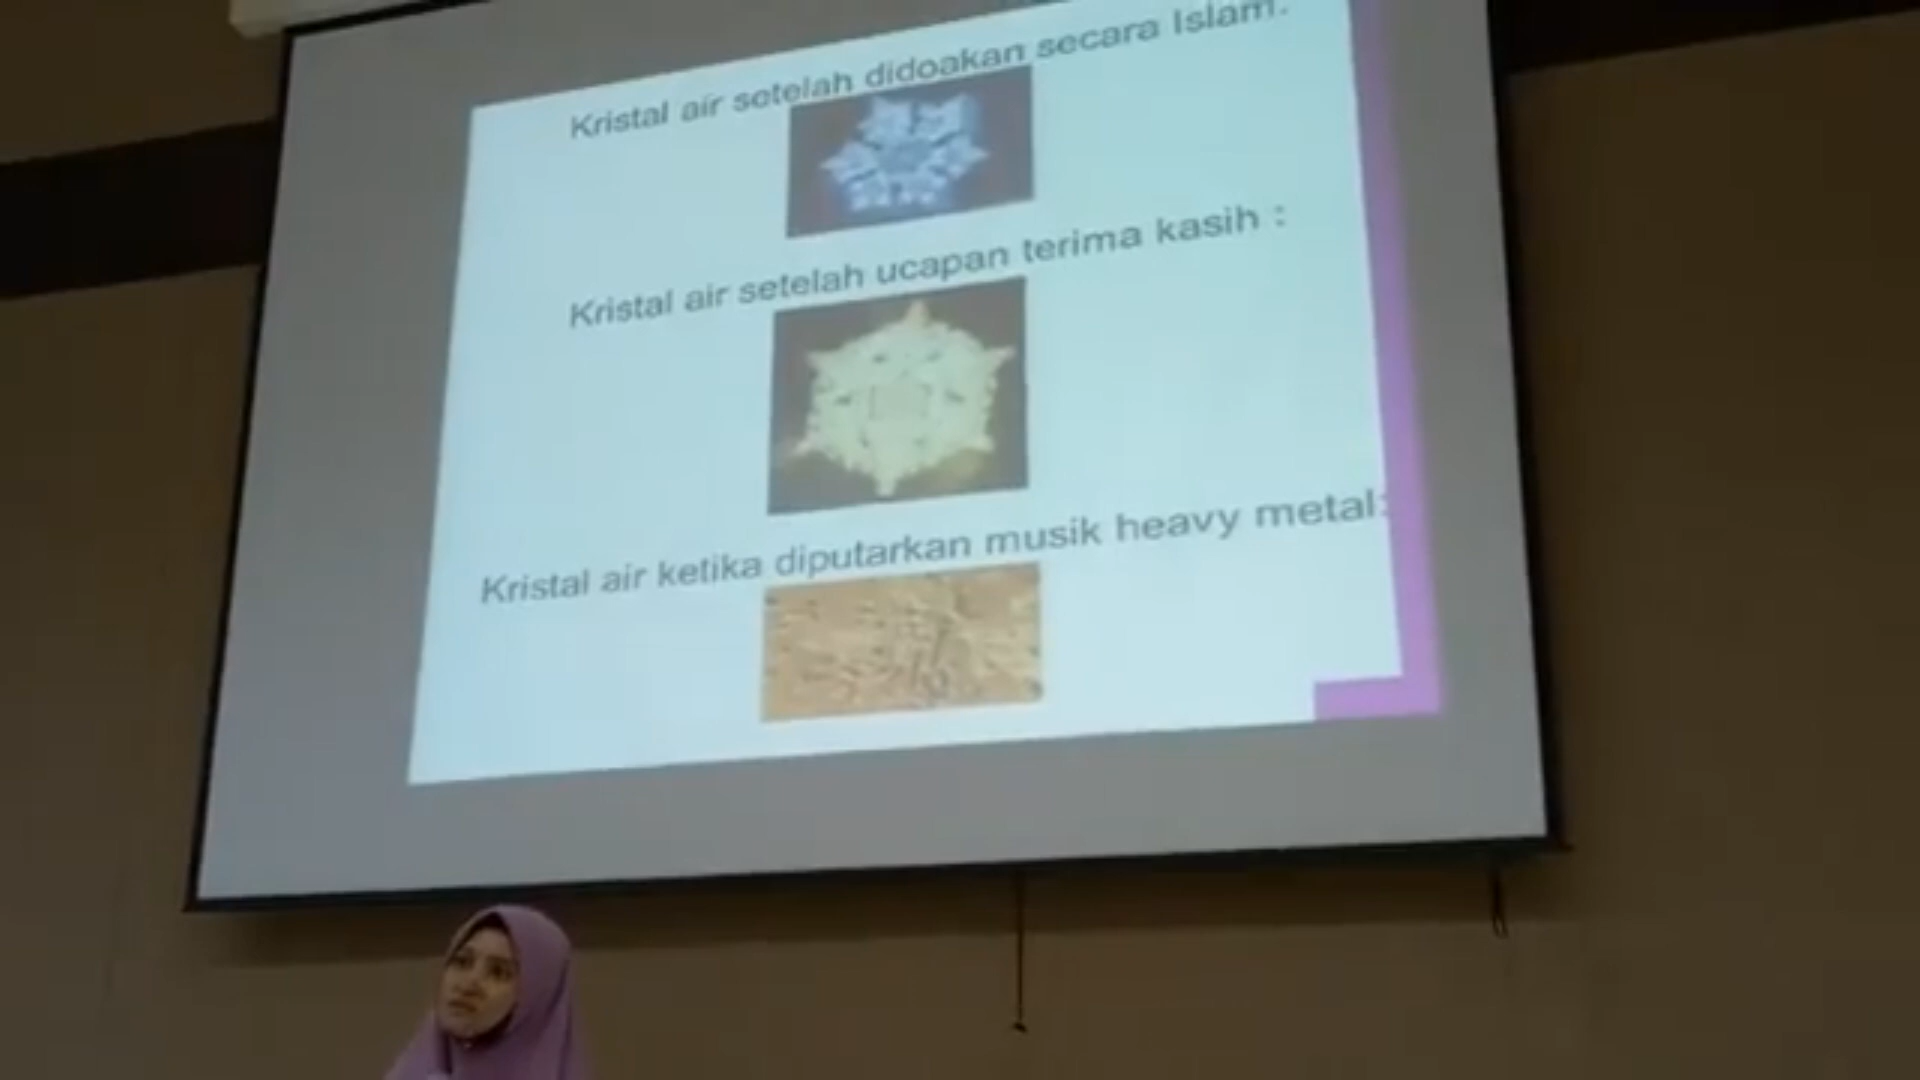 Kristal air setelah didoakan secara Islam.
Kristal air setelah ucapan terima kasih :
Kristal air ketika diputarkan musik heavy metal: